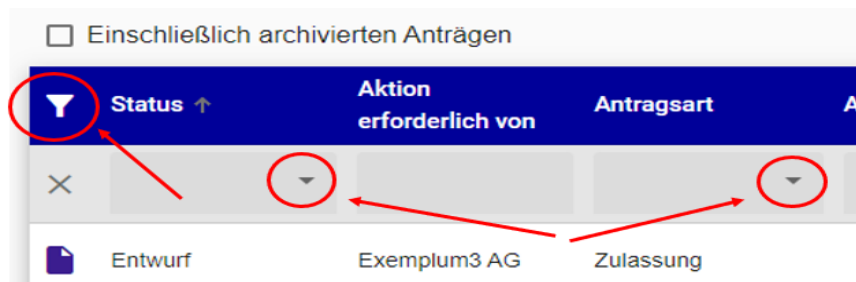 Einschließlich archivierten Anträgen
Status ↑ Aktion erforderlich von Antragsart A
Entwurf Exemplum3 AG Zulassung